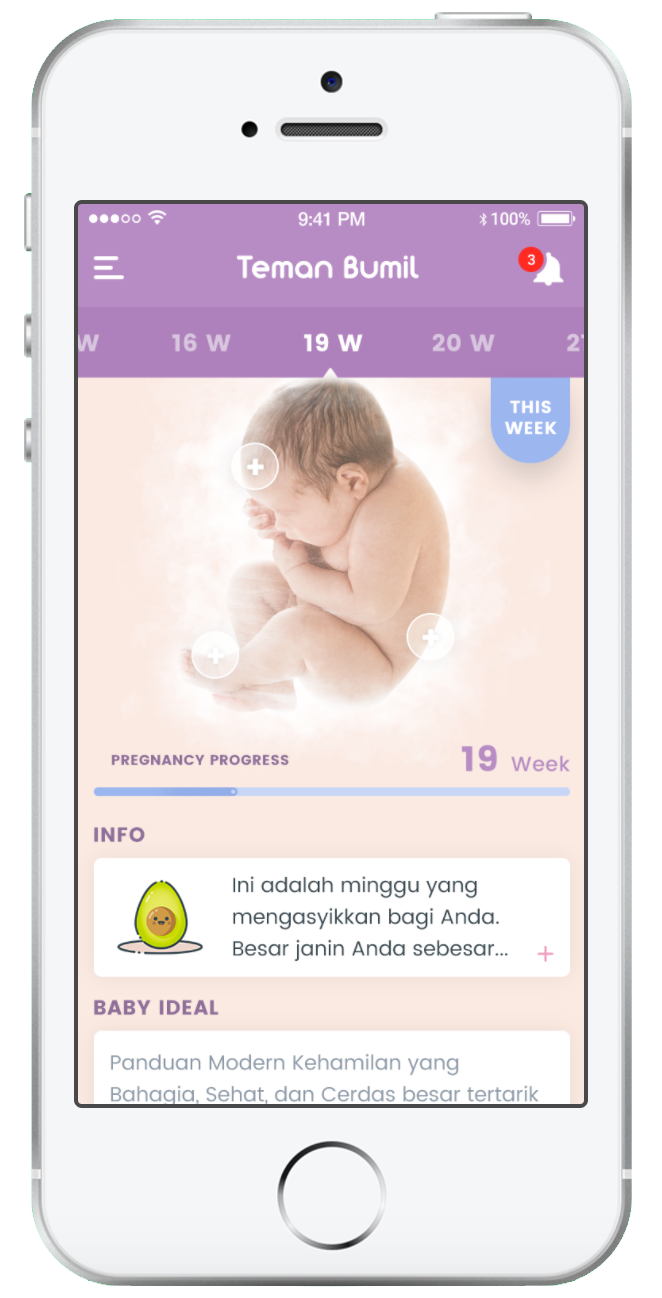 9:41 PM
100%
Teman Bumil
3
W
16 W
19 W
20 W
THIS
WEEK
PREGNANCY PROGRESS
19 Week
INFO
Ini adalah minggu yang
mengasyikkan bagi Anda.
Besar janin Anda sebesar...
BABY IDEAL
Panduan Modern Kehamilan yang
Bahagia, Sehat, dan Cerdas besar tertarik